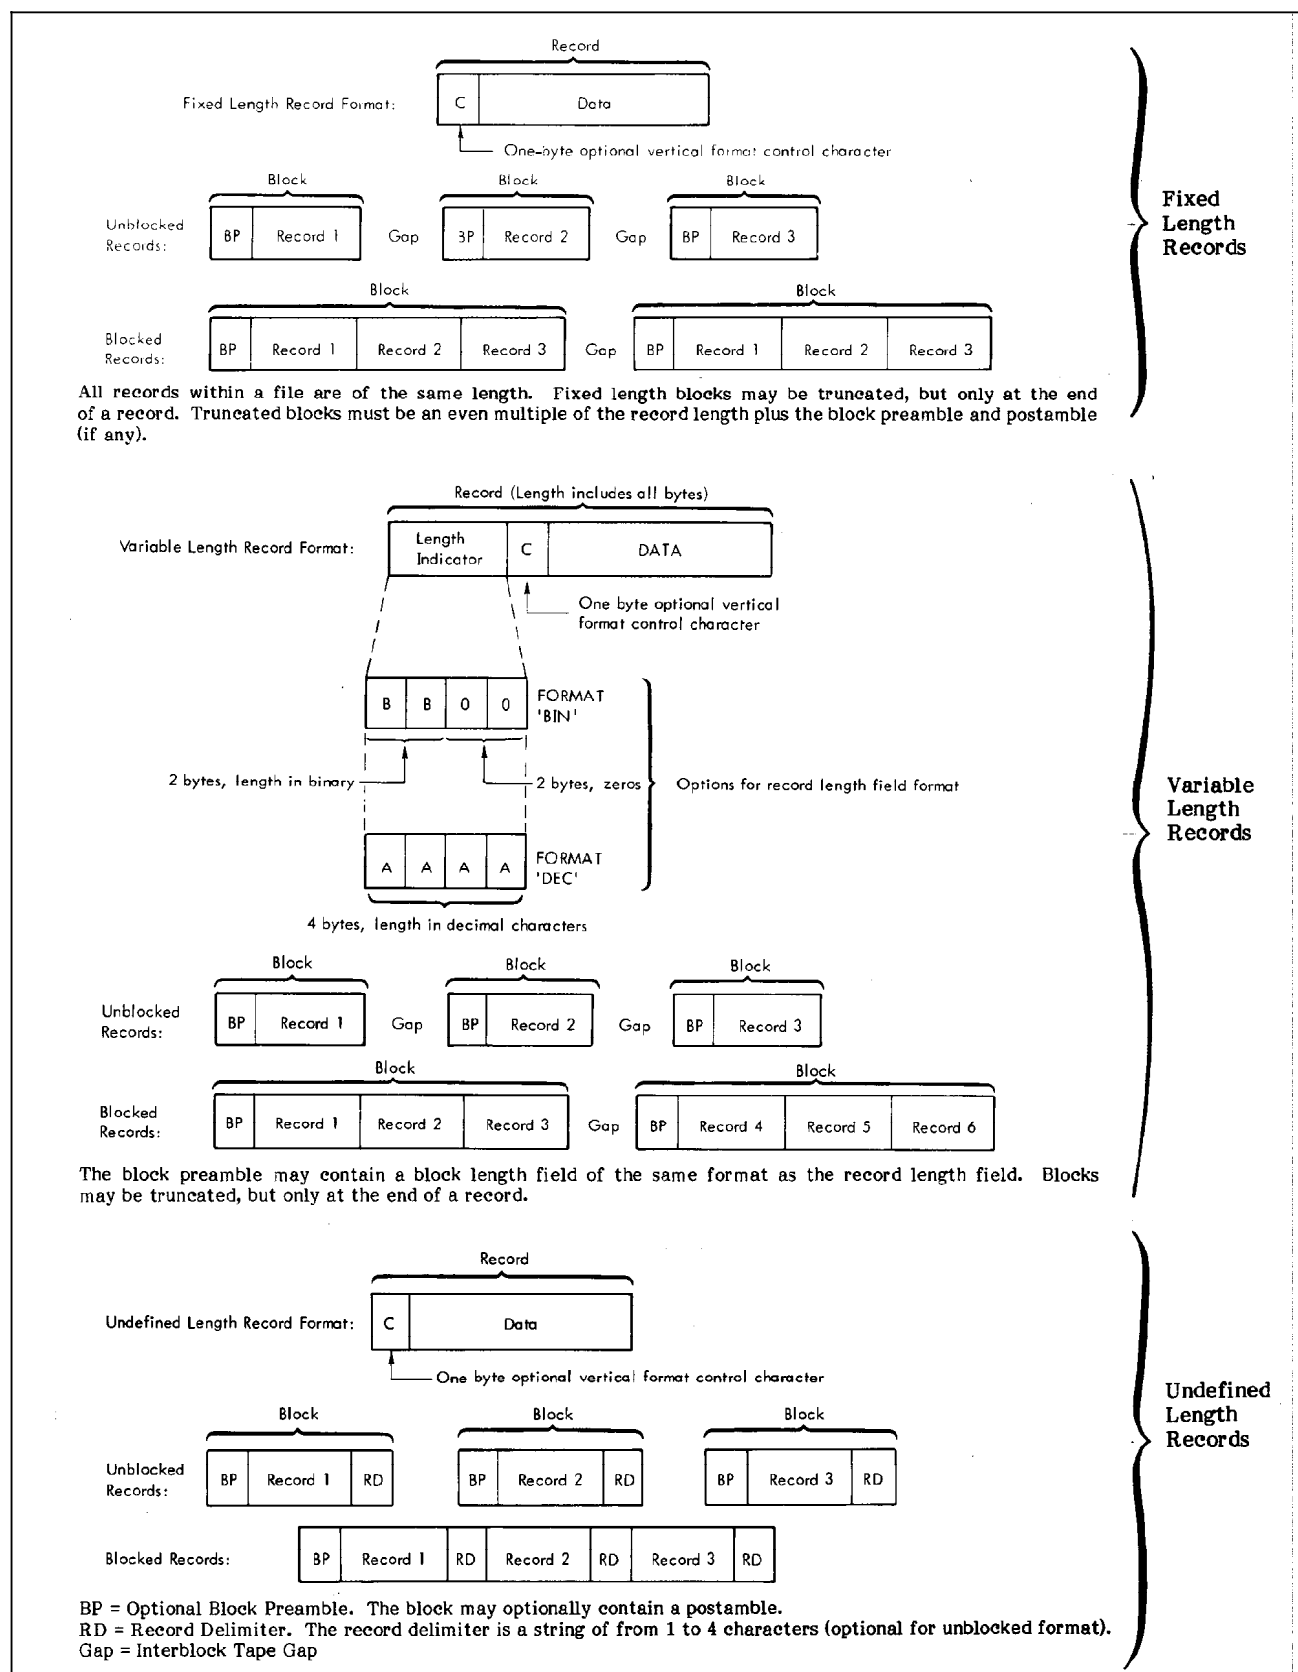 Record
Fixed Length Record Format:
C
Data
One-byte optional vertical format control character
Block
Block
Block
Unblocked
Records:
BP
Record 1
Gap
BP
Record 2
Gap
BP
Record 3
Fixed
Length
Records
Block
Block
Blocked
Records:
BP
Record 1
Record 2
Record 3
Gap
BP
Record 1
Record 2
Record 3
All records within a file are of the same length. Fixed length blocks may be truncated, but only at the end
of a record. Truncated blocks must be an even multiple of the record length plus the block preamble and postamble
(if any).
Record (Length includes all bytes)
Variable Length Record Format:
Length
Indicator
C
DATA
One byte optional vertical
format control character
B
B
0
0
FORMAT
'BIN'
2 bytes, length in binary
2 bytes, zeros
Options for record length field format
Variable
Length
Records
A
A
A
A
FORMAT
'DEC'
4 bytes, length in decimal characters
Block
Block
Block
Unblocked
Records:
BP
Record 1
Gap
BP
Record 2
Gap
BP
Record 3
Block
Block
Blocked
Records:
BP
Record 1
Record 2
Record 3
Gap
BP
Record 4
Record 5
Record 6
The block preamble may contain a block length field of the same format as the record length field. Blocks
may be truncated, but only at the end of a record.
Record
Undefined Length Record Format:
C
Data
One byte optional vertical format control character
Undefined
Length
Records
Block
Block
Block
Unblocked
Records:
BP
Record 1
RD
BP
Record 2
RD
BP
Record 3
RD
Blocked Records:
BP
Record 1
RD
Record 2
RD
Record 3
RD
BP = Optional Block Preamble. The block may optionally contain a postamble.
RD = Record Delimiter. The record delimiter is a string of from 1 to 4 characters (optional for unblocked format).
Gap = Interblock Tape Gap